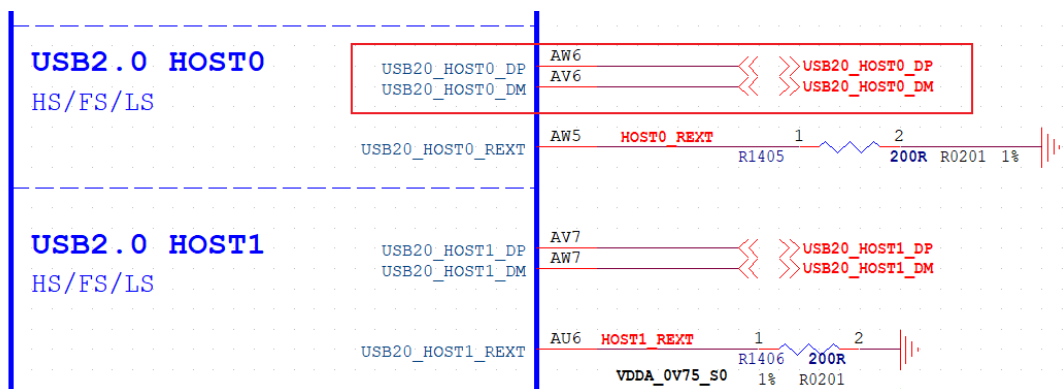 USB2.0 HOST0
HS/FS/LS
USB20_HOST0_DP AW6 USB20_HOST0_DP
USB20_HOST0_DM AV6 USB20_HOST0_DM
USB20_HOST0_REXT AW5 HOST0_REXT 1 2
R1405 200R R0201 1%
USB2.0 HOST1
HS/FS/LS
USB20_HOST1_DP AV7 USB20_HOST1_DP
USB20_HOST1_DM AW7 USB20_HOST1_DM
USB20_HOST1_REXT AU6 HOST1_REXT 1 2
R1406 200R
VDDA_0V75_S0 1% R0201